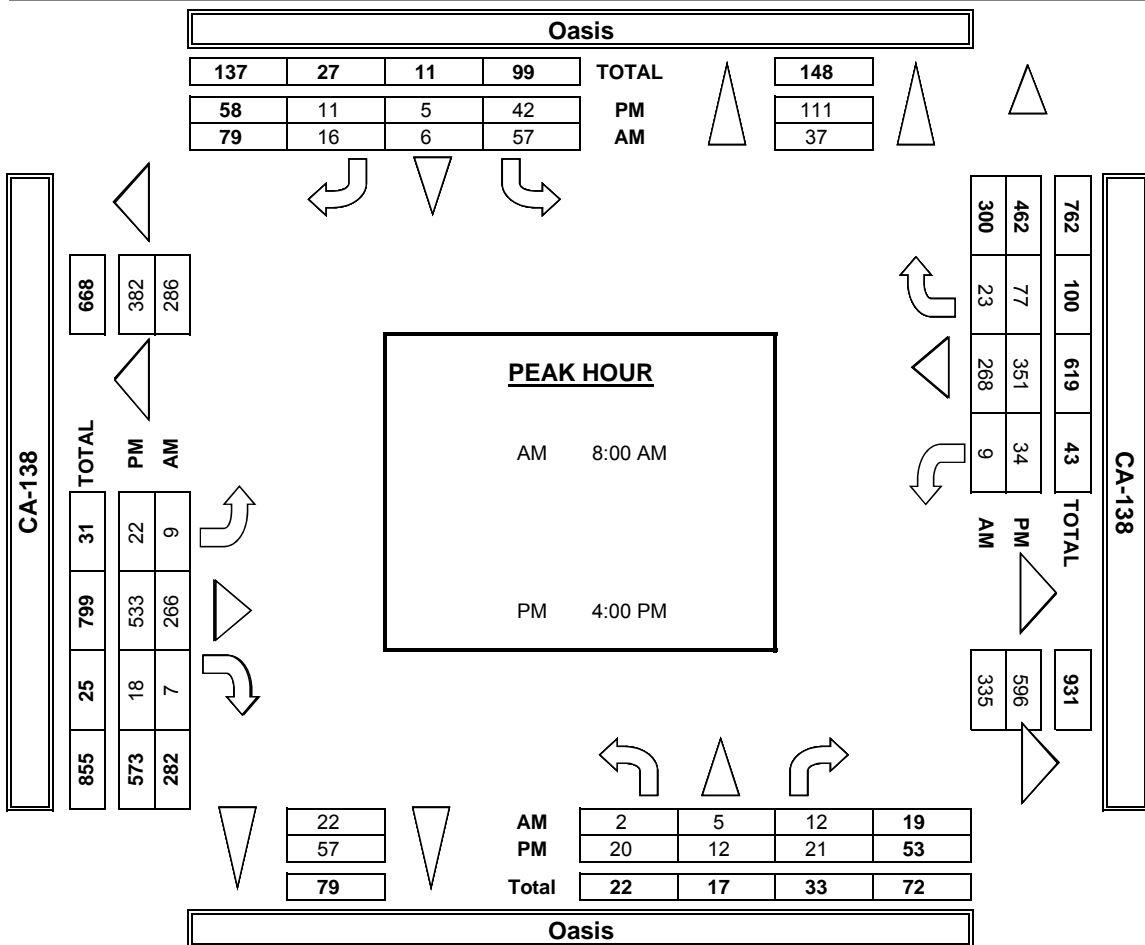 Oasis
137 27 11 99 TOTAL 148
58 11 5 42 PM 111
79 16 6 57 AM 37
CA-138
668
382
286
TOTAL 31 799 25 855
PM 22 533 18 573
AM 9 266 7 282
PEAK HOUR
AM 8:00 AM
PM 4:00 PM
762 100 619 43 TOTAL
462 77 351 34 PM
300 23 268 9 AM
931
596
335
CA-138
22 AM 2 5 12 19
57 PM 20 12 21 53
79 Total 22 17 33 72
Oasis